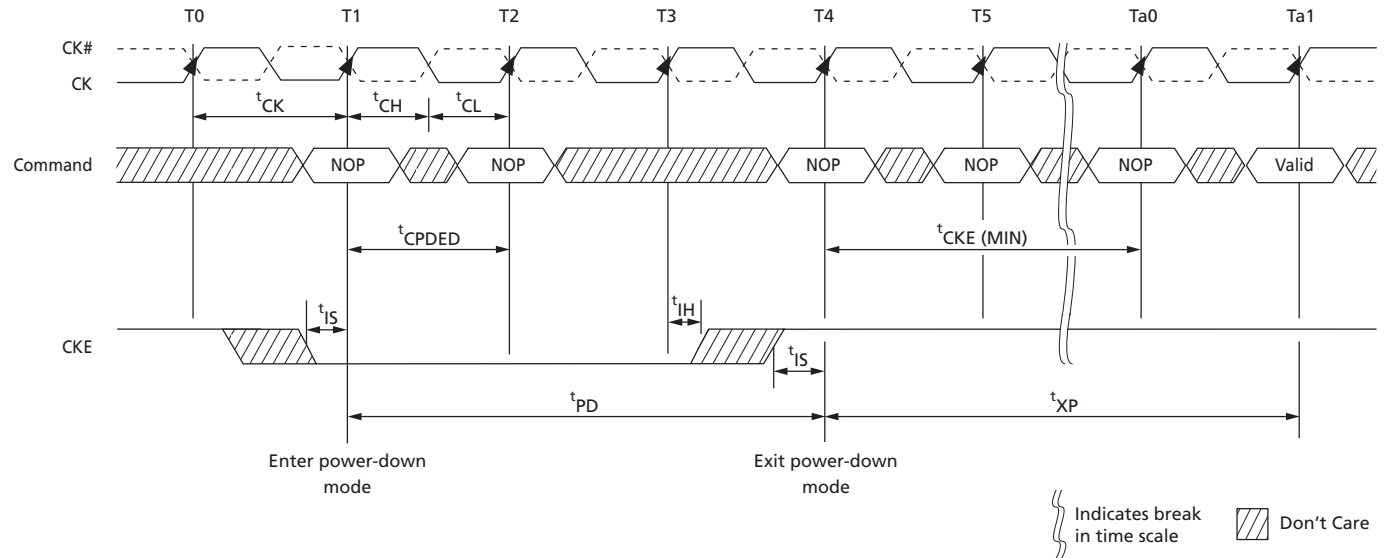 T0 T1 T2 T3 T4 T5 Ta0 Ta1
CK#
CK
tCK tCH tCL
Command NOP NOP NOP NOP NOP Valid
tCPDED tCKE (MIN)
tIS tIH
CKE
tIS
tPD tXP
Enter power-down
mode
Exit power-down
mode
Indicates break
in time scale
Don't Care